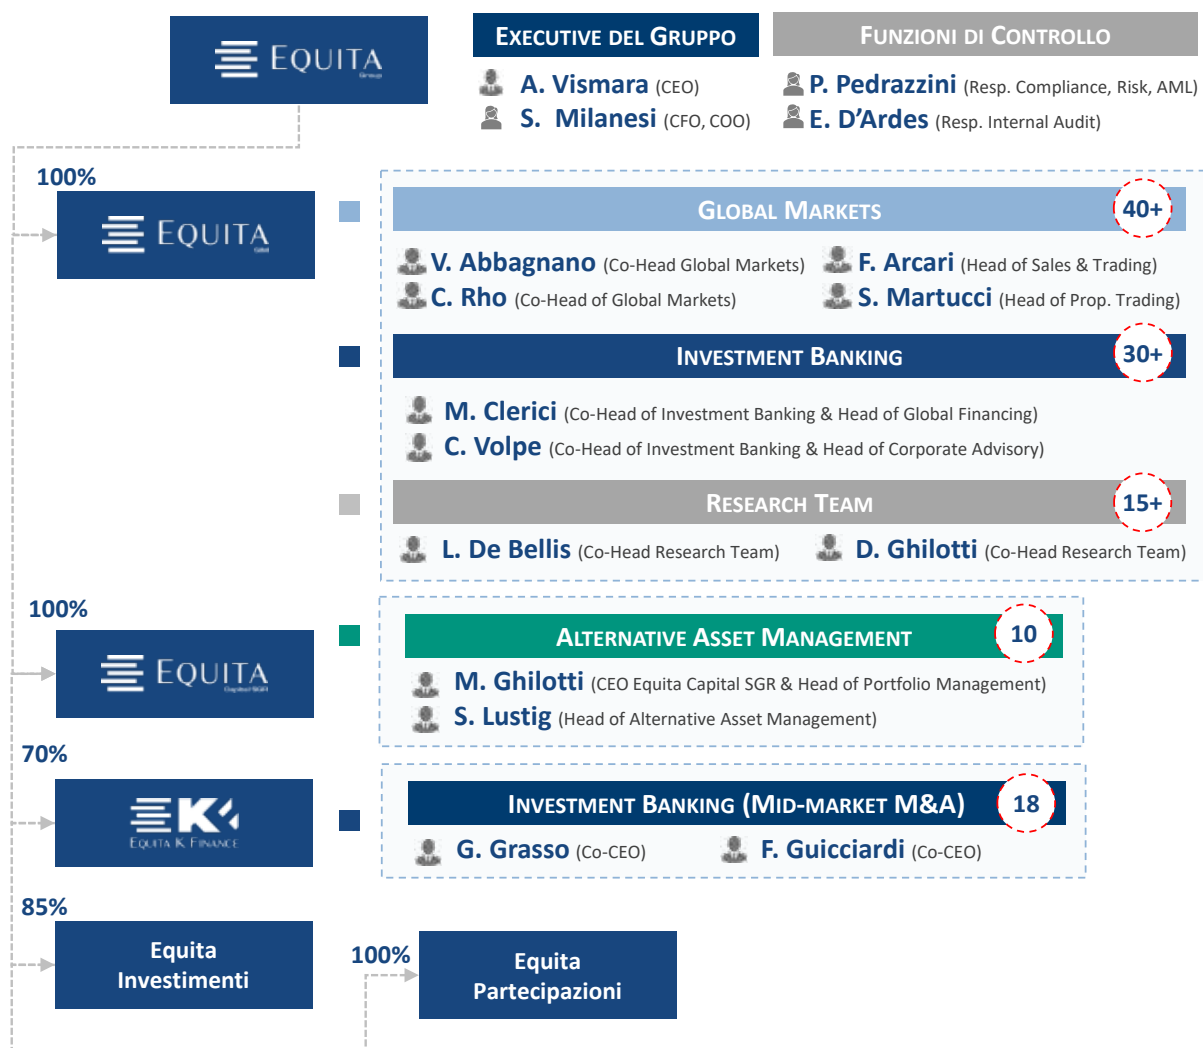 EQUITA
Group
EXECUTIVE DEL GRUPPO
A. Vismara (CEO)
S. Milanesi (CFO, COO)
FUNZIONI DI CONTROLLO
P. Pedrazzini (Resp. Compliance, Risk, AML)
E. D'Ardes (Resp. Internal Audit)
100%
EQUITA
GLOBAL MARKETS 40+
V. Abbagnano (Co-Head Global Markets) F. Arcari (Head of Sales & Trading)
C. Rho (Co-Head of Global Markets) S. Martucci (Head of Prop. Trading)
INVESTMENT BANKING 30+
M. Clerici (Co-Head of Investment Banking & Head of Global Financing)
C. Volpe (Co-Head of Investment Banking & Head of Corporate Advisory)
RESEARCH TEAM 15+
L. De Bellis (Co-Head Research Team) D. Ghilotti (Co-Head Research Team)
100%
EQUITA
Capital SGR
ALTERNATIVE ASSET MANAGEMENT 10
M. Ghilotti (CEO Equita Capital SGR & Head of Portfolio Management)
S. Lustig (Head of Alternative Asset Management)
70%
K
EQUITA K FINANCE
INVESTMENT BANKING (MID-MARKET M&A) 18
G. Grasso (Co-CEO) F. Guicciardi (Co-CEO)
85%
Equita
Investimenti
100%
Equita
Partecipazioni